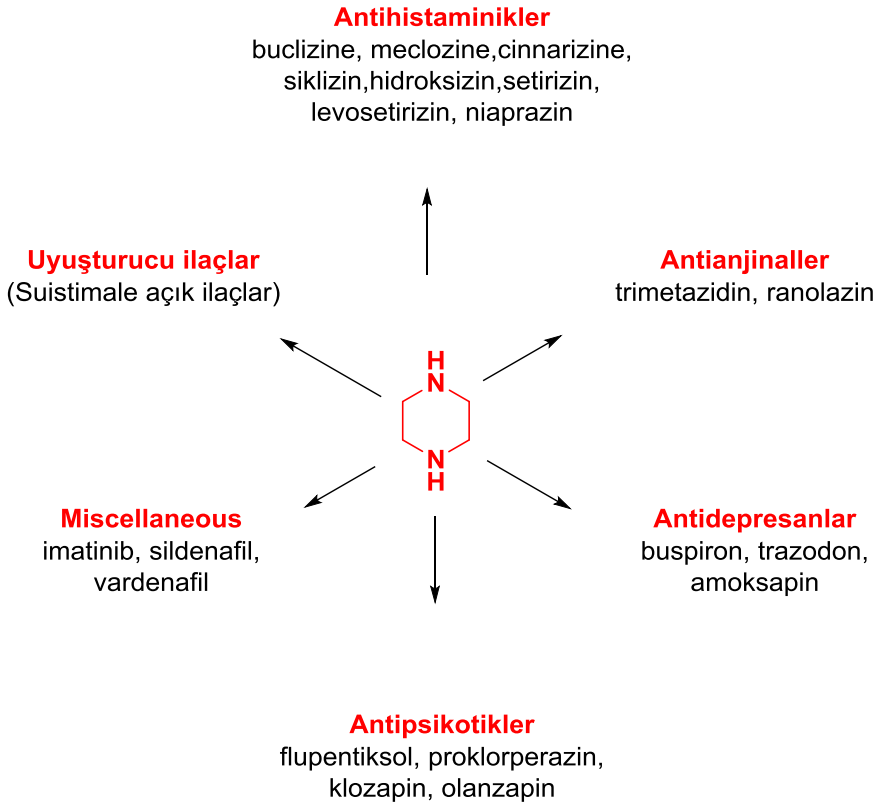 Antihistaminikler
buclizine, meclozine,cinnarizine,
siklizin,hidroksizin,setirizin,
levosetirizin, niaprazin
Uyuşturucu ilaçlar
(Suistimale açık ilaçlar)
Antianjinaller
trimetazidin, ranolazin
H
N
N
H
Miscellaneous
imatinib, sildenafil,
vardenafil
Antidepresanlar
buspiron, trazodon,
amoksapin
Antipsikotikler
flupentiksol, proklorperazin,
klozapin, olanzapin